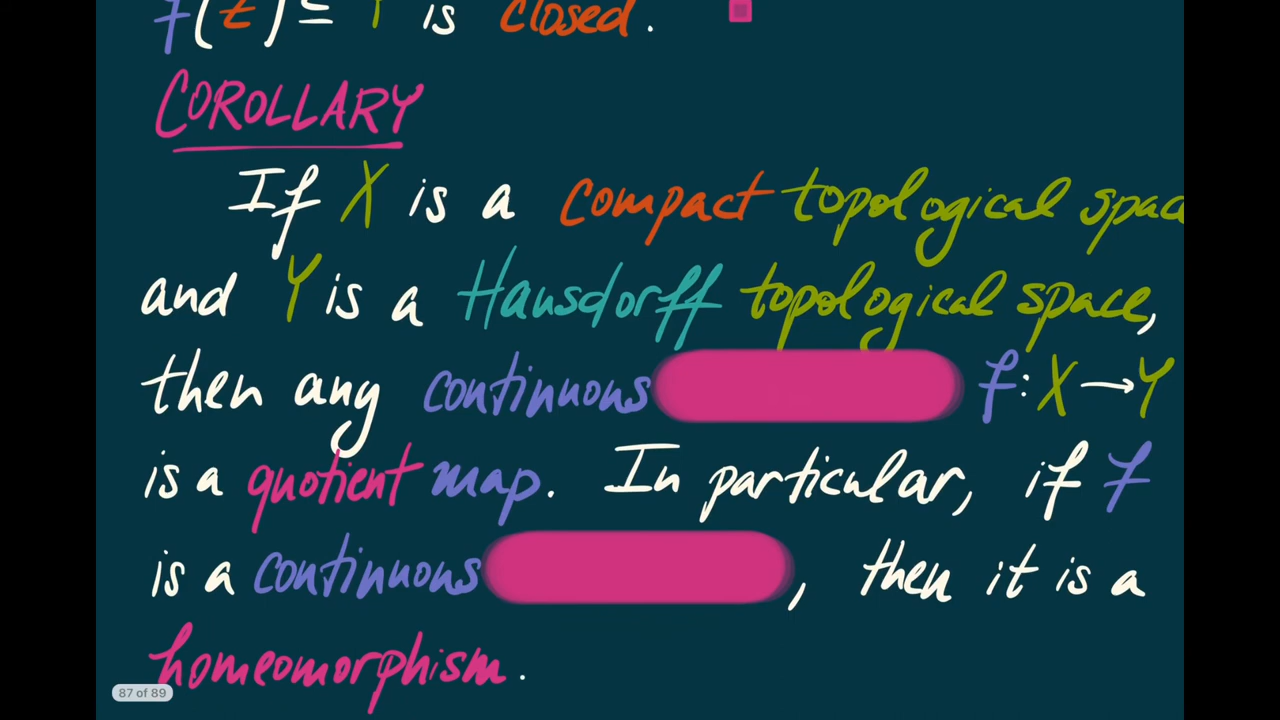 f(Z) ⊆ Y is closed.
COROLLARY
If X is a compact topological spac
and Y is a Hausdorff topological space,
then any continuous f: X → Y
is a quotient map. In particular, if f
is a continuous , then it is a
homeomorphism.
87 of 89